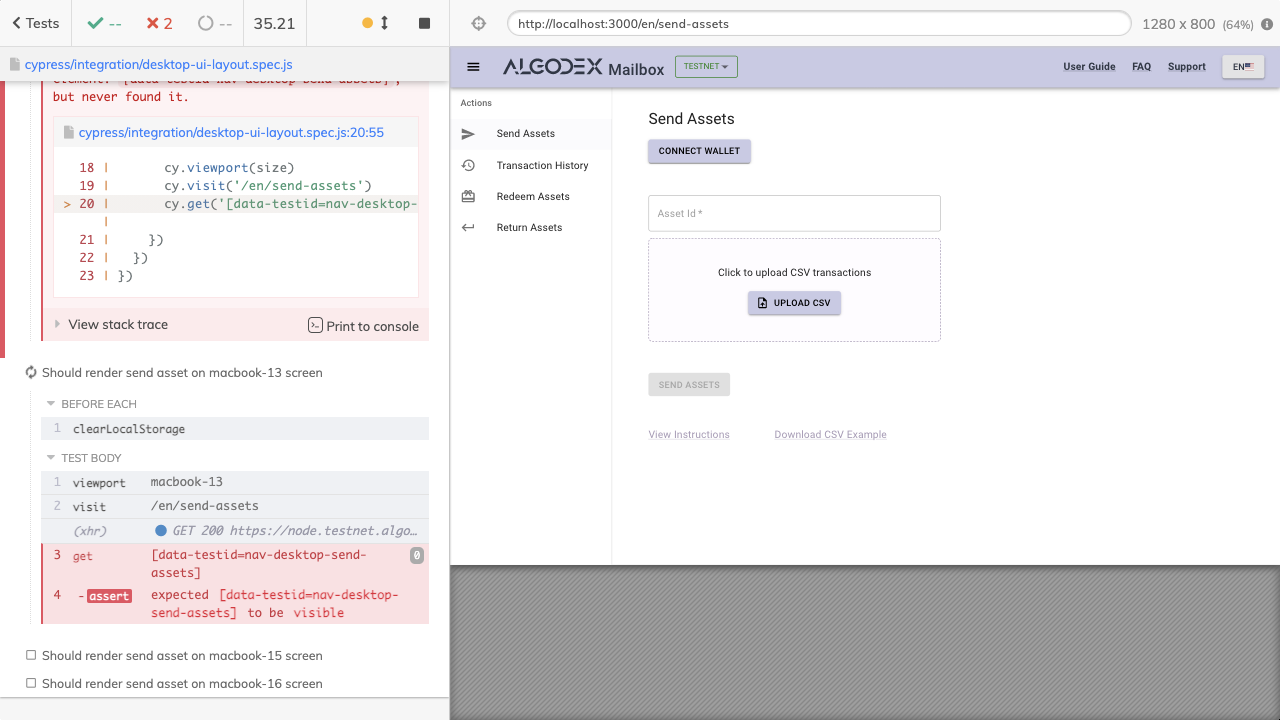 Tests
--
2
--
35.21
cypress/integration/desktop-ui-layout.spec.js
element: [data-testid=nav-desktop-send-assets],
but never found it.
cypress/integration/desktop-ui-layout.spec.js:20:55
18 | cy.viewport(size)
19 | cy.visit('/en/send-assets')
> 20 | cy.get('[data-testid=nav-desktop-
|
21 | })
22 | })
23 | })
View stack trace
Print to console
Should render send asset on macbook-13 screen
BEFORE EACH
1 clearLocalStorage
TEST BODY
1 viewport macbook-13
2 visit /en/send-assets
(xhr) GET 200 https://node.testnet.algo…
3 get [data-testid=nav-desktop-send-
assets] 0
4 -assert expected [data-testid=nav-desktop-
send-assets] to be visible
Should render send asset on macbook-15 screen
Should render send asset on macbook-16 screen
http://localhost:3000/en/send-assets
1280 x 800 (64%)
ALGODEX Mailbox
TESTNET
User Guide
FAQ
Support
EN
Actions
Send Assets
Transaction History
Redeem Assets
Return Assets
Send Assets
CONNECT WALLET
Asset Id *
Click to upload CSV transactions
UPLOAD CSV
SEND ASSETS
View Instructions
Download CSV Example